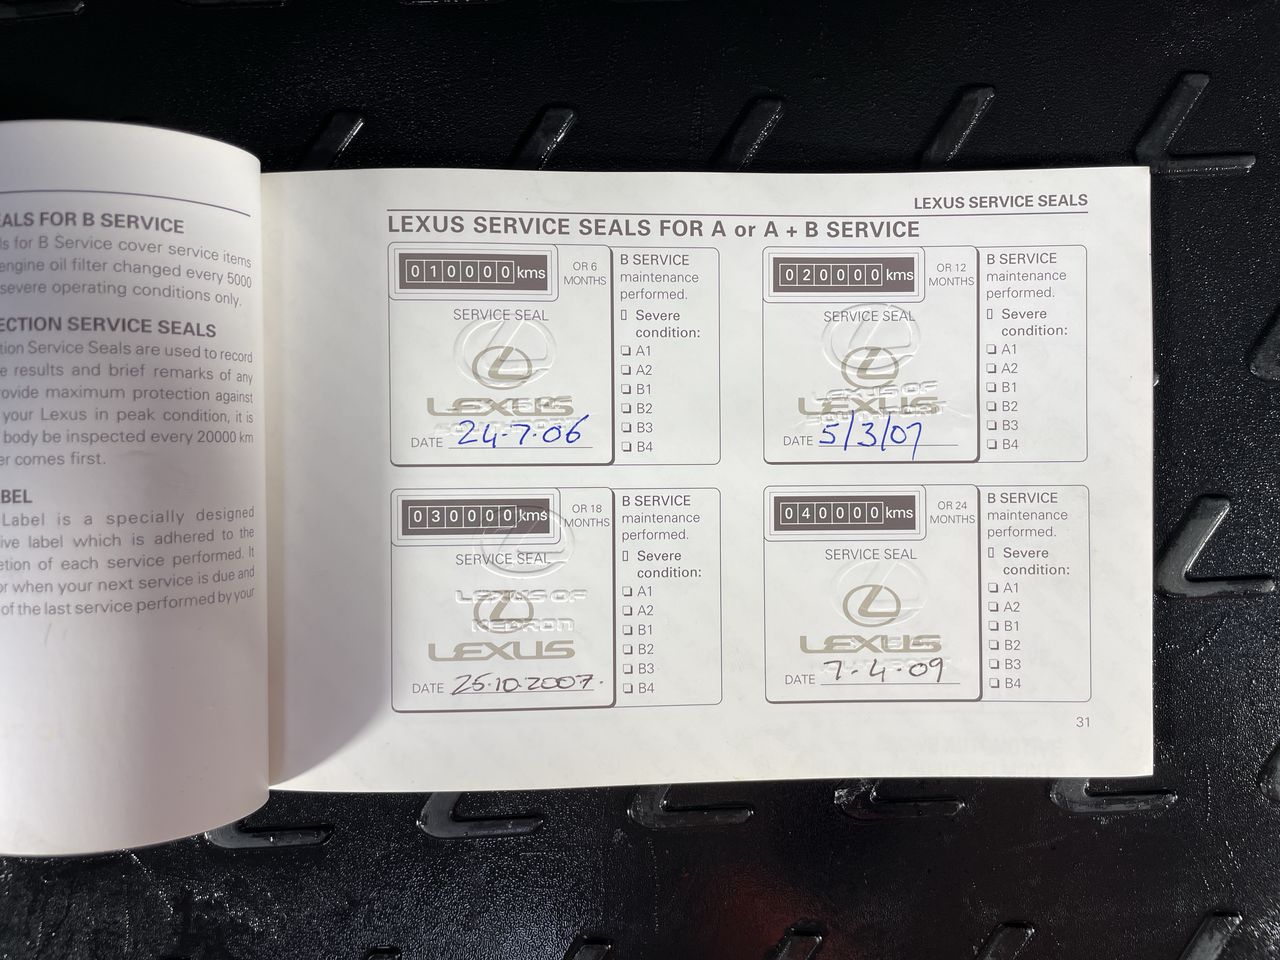 EALS FOR B SERVICE
ls for B Service cover service items
engine oil filter changed every 5000
severe operating conditions only.
ECTION SERVICE SEALS
tion Service Seals are used to record
e results and brief remarks of any
rovide maximum protection against
your Lexus in peak condition, it is
body be inspected every 20000 km
er comes first.
ABEL
Label is a specially designed
ive label which is adhered to the
etion of each service performed. It
or when your next service is due and
of the last service performed by your
LEXUS SERVICE SEALS
LEXUS SERVICE SEALS FOR A or A + B SERVICE
010000 kms
OR 6
MONTHS
SERVICE SEAL
LEXUS
DATE 24-7-06
B SERVICE
maintenance
performed.
Severe
condition:
A1
A2
B1
B2
B3
B4
020000 kms
OR 12
MONTHS
SERVICE SEAL
LEXUS OF
LEXUS
DATE 5/3/07
B SERVICE
maintenance
performed.
Severe
condition:
A1
A2
B1
B2
B3
B4
030000 kms
OR 18
MONTHS
SERVICE SEAL
LEXUS OF
KEDRON
LEXUS
DATE 25.10.2007.
B SERVICE
maintenance
performed.
Severe
condition:
A1
A2
B1
B2
B3
B4
040000 kms
OR 24
MONTHS
SERVICE SEAL
LEXUS
DATE 7-4-09
B SERVICE
maintenance
performed.
Severe
condition:
A1
A2
B1
B2
B3
B4
31